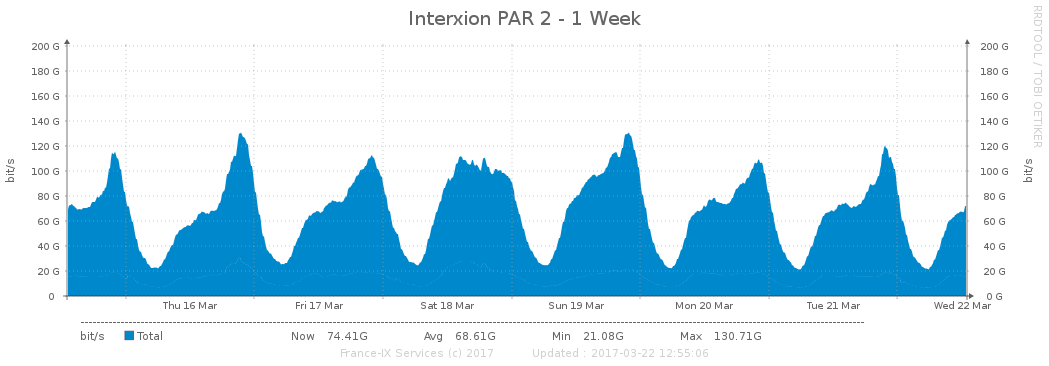 Interxion PAR 2 - 1 Week
RRDTOOL / TOBI OETIKER
200 G 200 G
180 G 180 G
160 G 160 G
140 G 140 G
120 G 120 G
100 G 100 G
80 G 80 G
60 G 60 G
40 G 40 G
20 G 20 G
0 0 G
bit/s
bit/s
Thu 16 Mar Fri 17 Mar Sat 18 Mar Sun 19 Mar Mon 20 Mar Tue 21 Mar Wed 22 Mar
bit/s Total Now 74.41G Avg 68.61G Min 21.08G Max 130.71G
France-IX Services (c) 2017 Updated : 2017-03-22 12:55:06